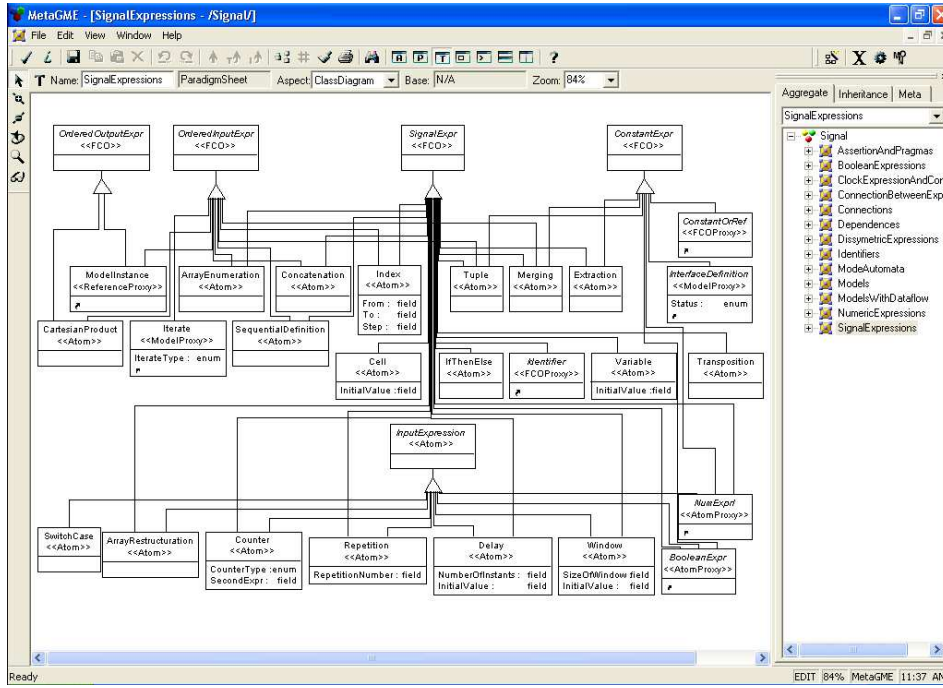 MetaGME - [SignalExpressions - /Signal/]
File Edit View Window Help
Name: SignalExpressions ParadigmSheet Aspect: ClassDiagram Base: N/A Zoom: 84%
Aggregate Inheritance Meta
SignalExpressions
Signal
AssertionAndPragmas
BooleanExpressions
ClockExpressionAndCon
ConnectionBetweenExp
Connections
Dependences
DissymetricExpressions
Identifiers
ModeAutomata
Models
ModelsWithDataflow
NumericExpressions
SignalExpressions
OrderedOutputExpr
<<FCO>>
OrderedInputExpr
<<FCO>>
SignalExpr
<<FCO>>
ConstantExpr
<<FCO>>
ConstantOrRef
<<FCOProxy>>
ModelInstance
<<ReferenceProxy>>
ArrayEnumeration
<<Atom>>
Concatenation
<<Atom>>
Index
<<Atom>>
From : field
To : field
Step : field
Tuple
<<Atom>>
Merging
<<Atom>>
Extraction
<<Atom>>
InterfaceDefinition
<<ModelProxy>>
Status : enum
CartesianProduct
<<Atom>>
Iterate
<<ModelProxy>>
IterateType : enum
SequentialDefinition
<<Atom>>
Cell
<<Atom>>
InitialValue :field
IfThenElse
<<Atom>>
Identifier
<<FCOProxy>>
Variable
<<Atom>>
InitialValue :field
Transposition
<<Atom>>
InputExpression
<<Atom>>
NumExprI
<<AtomProxy>>
SwitchCase
<<Atom>>
ArrayRestructuration
<<Atom>>
Counter
<<Atom>>
CounterType :enum
SecondExpr : field
Repetition
<<Atom>>
RepetitionNumber : field
Delay
<<Atom>>
NumberOfInstants : field
InitialValue : field
Window
<<Atom>>
SizeOfWindow :field
InitialValue : field
BooleanExpr
<<AtomProxy>>
Ready
EDIT 84% MetaGME 11:37 AM